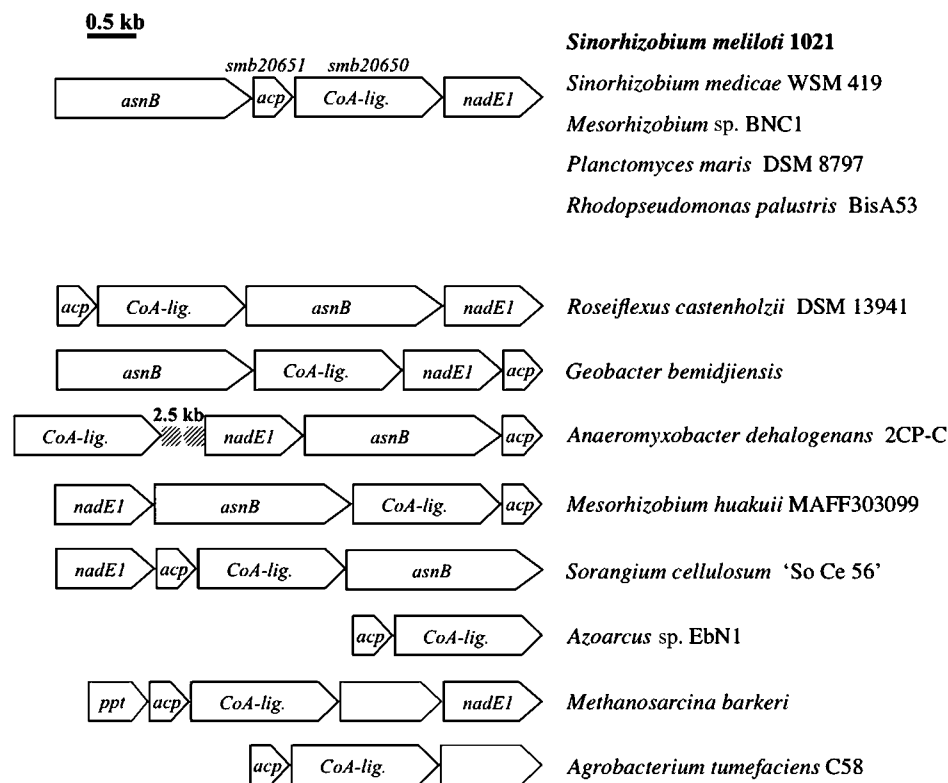 0.5 kb
Sinorhizobium meliloti 1021
smb20651 smb20650
asnB acp CoA-lig. nadE1
Sinorhizobium medicae WSM 419
Mesorhizobium sp. BNC1
Planctomyces maris DSM 8797
Rhodopseudomonas palustris BisA53
acp CoA-lig. asnB nadE1 Roseiflexus castenholzii DSM 13941
asnB CoA-lig. nadE1 acp Geobacter bemidjiensis
2.5 kb
CoA-lig. nadE1 asnB acp Anaeromyxobacter dehalogenans 2CP-C
nadE1 asnB CoA-lig. acp Mesorhizobium huakuii MAFF303099
nadE1 acp CoA-lig. asnB Sorangium cellulosum ‘So Ce 56’
acp CoA-lig. Azoarcus sp. EbN1
ppt acp CoA-lig. nadE1 Methanosarcina barkeri
acp CoA-lig. Agrobacterium tumefaciens C58